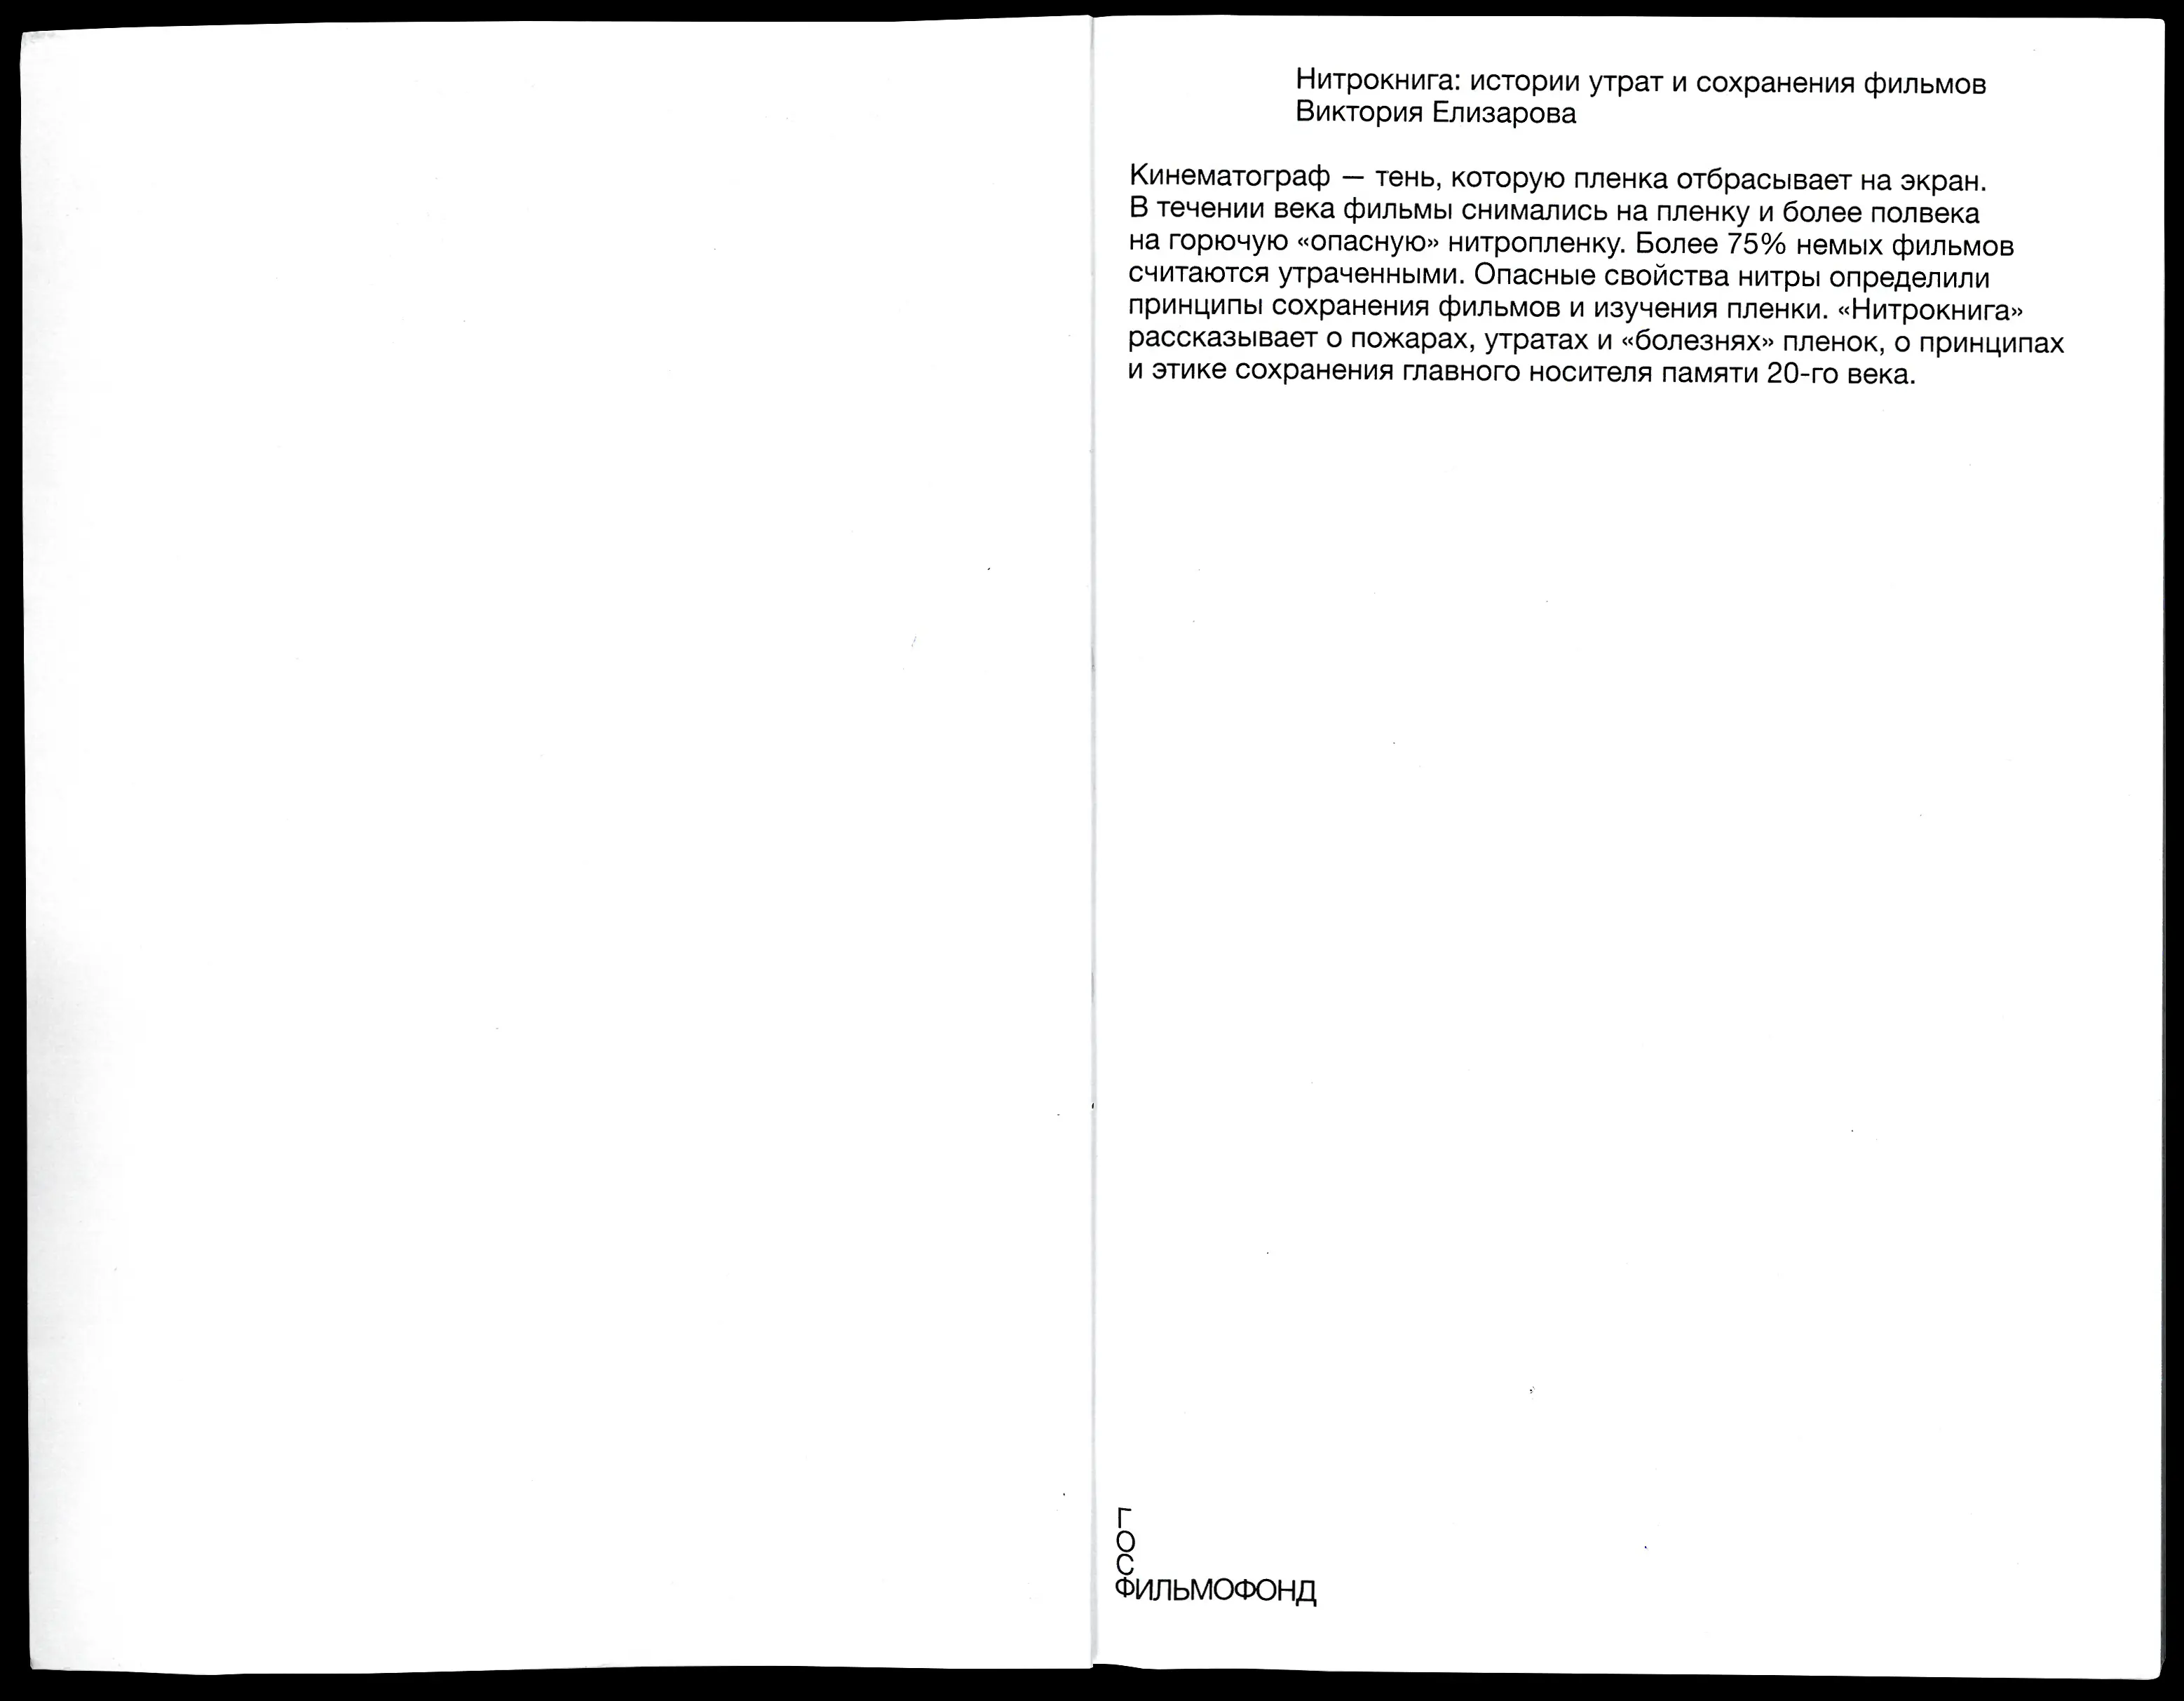 Нитрокнига: истории утрат и сохранения фильмов
Виктория Елизарова
Кинематограф — тень, которую пленка отбрасывает на экран.
В течении века фильмы снимались на пленку и более полвека
на горючую «опасную» нитропленку. Более 75% немых фильмов
считаются утраченными. Опасные свойства нитры определили
принципы сохранения фильмов и изучения пленки. «Нитрокнига»
рассказывает о пожарах, утратах и «болезнях» пленок, о принципах
и этике сохранения главного носителя памяти 20-го века.
Г
О
С
ФИЛЬМОФОНД